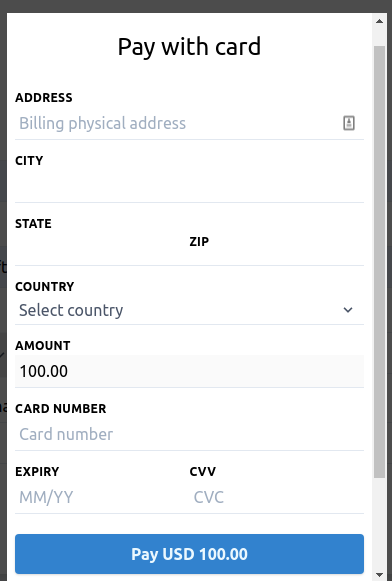 Pay with card
ADDRESS
Billing physical address
CITY
STATE
ZIP
COUNTRY
Select country
AMOUNT
100.00
CARD NUMBER
Card number
EXPIRY CVV
MM/YY CVC
Pay USD 100.00